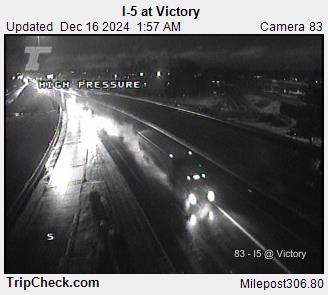 I-5 at Victory
Updated Dec 16 2024 1:57 AM Camera 83
T
HIGH PRESSURE
S
83 - I5 @ Victory
TripCheck.com Milepost306.80